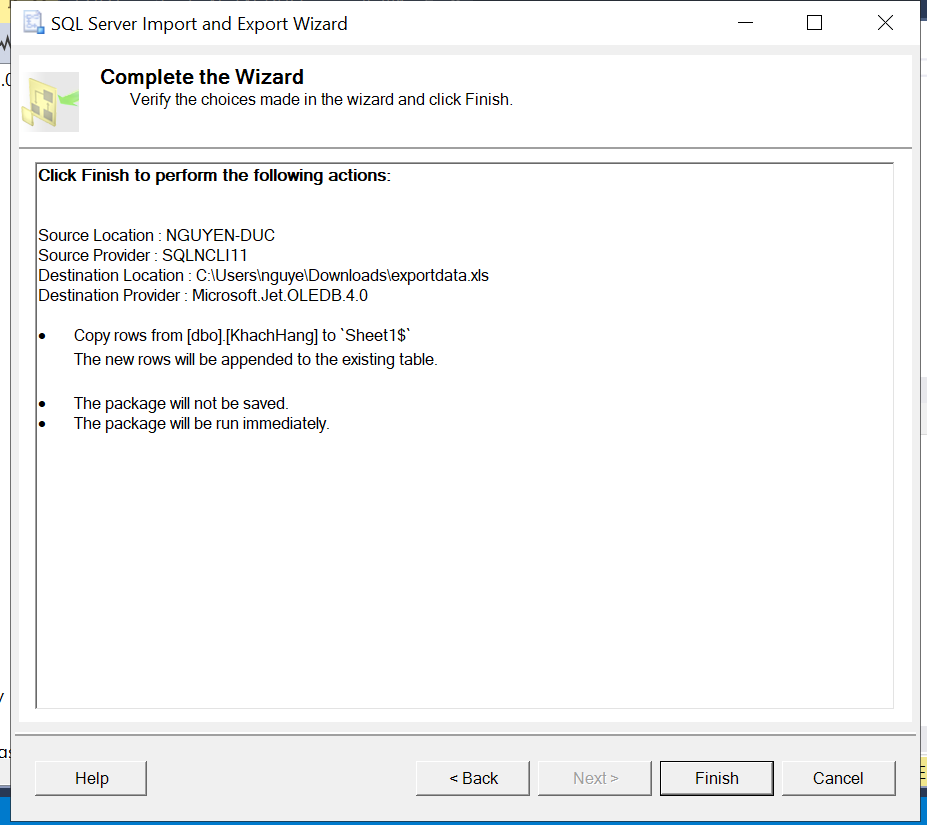 SQL Server Import and Export Wizard
Complete the Wizard
Verify the choices made in the wizard and click Finish.
Click Finish to perform the following actions:
Source Location : NGUYEN-DUC
Source Provider : SQLNCLI11
Destination Location : C:\Users\nguye\Downloads\exportdata.xls
Destination Provider : Microsoft.Jet.OLEDB.4.0
• Copy rows from [dbo].[KhachHang] to `Sheet1$`
The new rows will be appended to the existing table.
• The package will not be saved.
• The package will be run immediately.
Help
< Back
Next >
Finish
Cancel